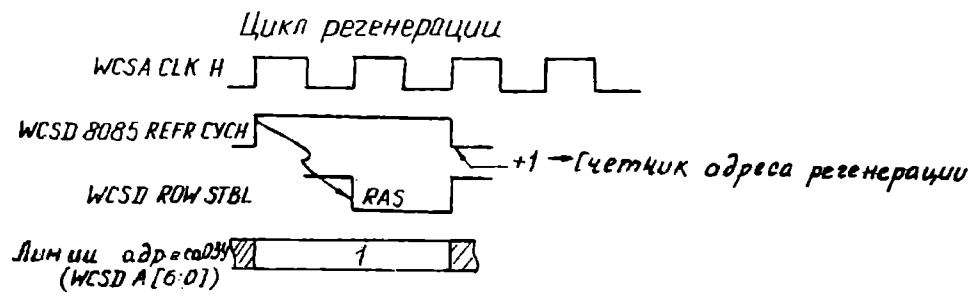 Цикл регенерации
WCSA CLK H
WCSD 8085 REFR CYCH
+1 → Счетчик адреса регенерации
WCSD ROW STBL
RAS
Линии адреса ОЗУ
1
(WCSD A [6:0])